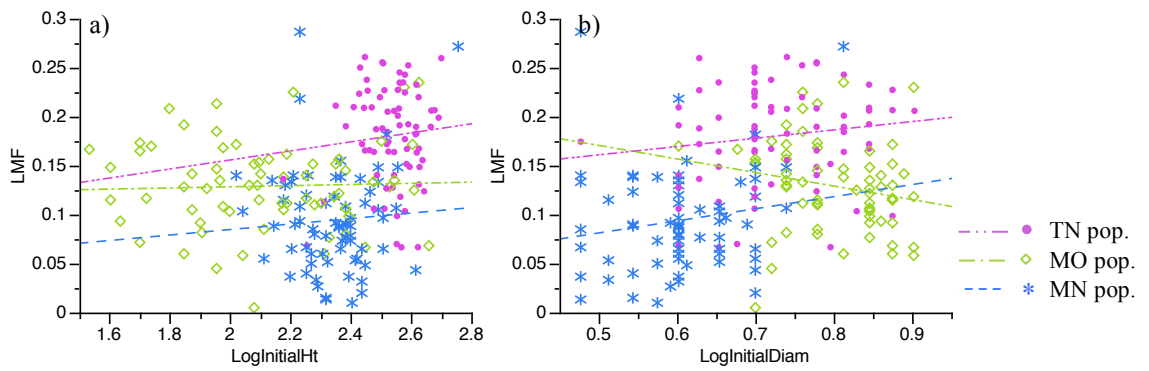 a)
0.3
0.25
0.2
0.15
0.1
0.05
0
LMF
1.6 1.8 2 2.2 2.4 2.6 2.8
LogInitialHt
b)
0.3
0.25
0.2
0.15
0.1
0.05
0
LMF
0.5 0.6 0.7 0.8 0.9
LogInitialDiam
TN pop.
MO pop.
MN pop.